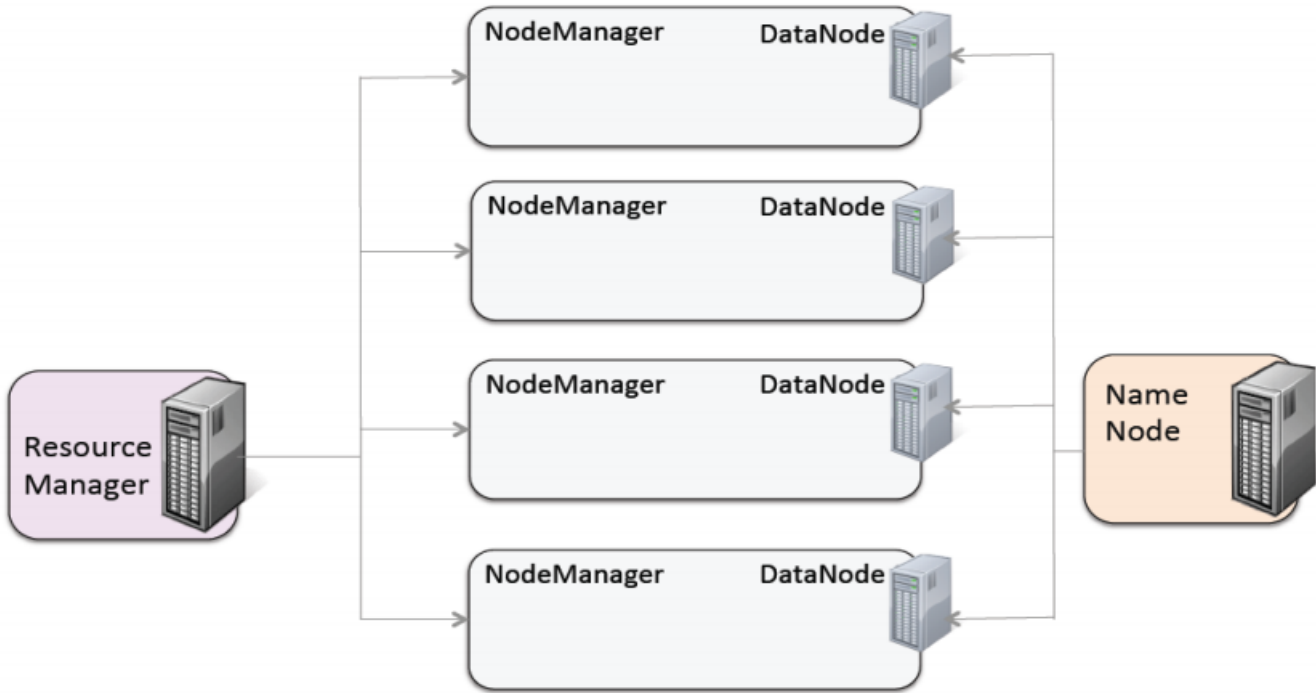 NodeManager DataNode
NodeManager DataNode
NodeManager DataNode
NodeManager DataNode
Resource
Manager
Name
Node